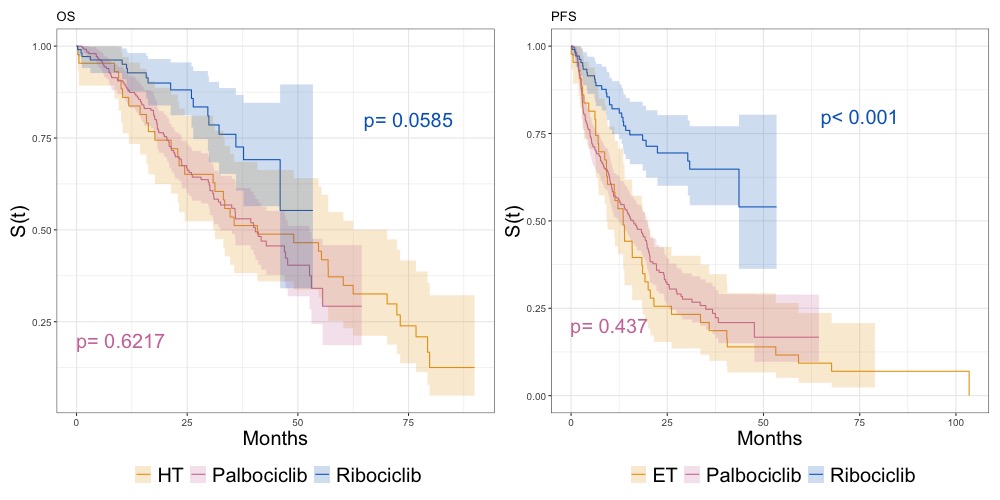 OS
S(t)
1.00
0.75
0.50
0.25
p= 0.0585
p= 0.6217
0 25 50 75
Months
HT Palbociclib Ribociclib
PFS
S(t)
1.00
0.75
0.50
0.25
0.00
p< 0.001
p= 0.437
0 25 50 75 100
Months
ET Palbociclib Ribociclib